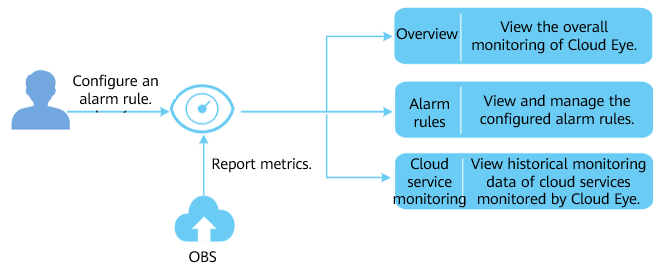 Configure an
alarm rule.
Report metrics.
OBS
Overview
View the overall
monitoring of Cloud Eye.
Alarm
rules
View and manage the
configured alarm rules.
Cloud
service
monitoring
View historical monitoring
data of cloud services
monitored by Cloud Eye.